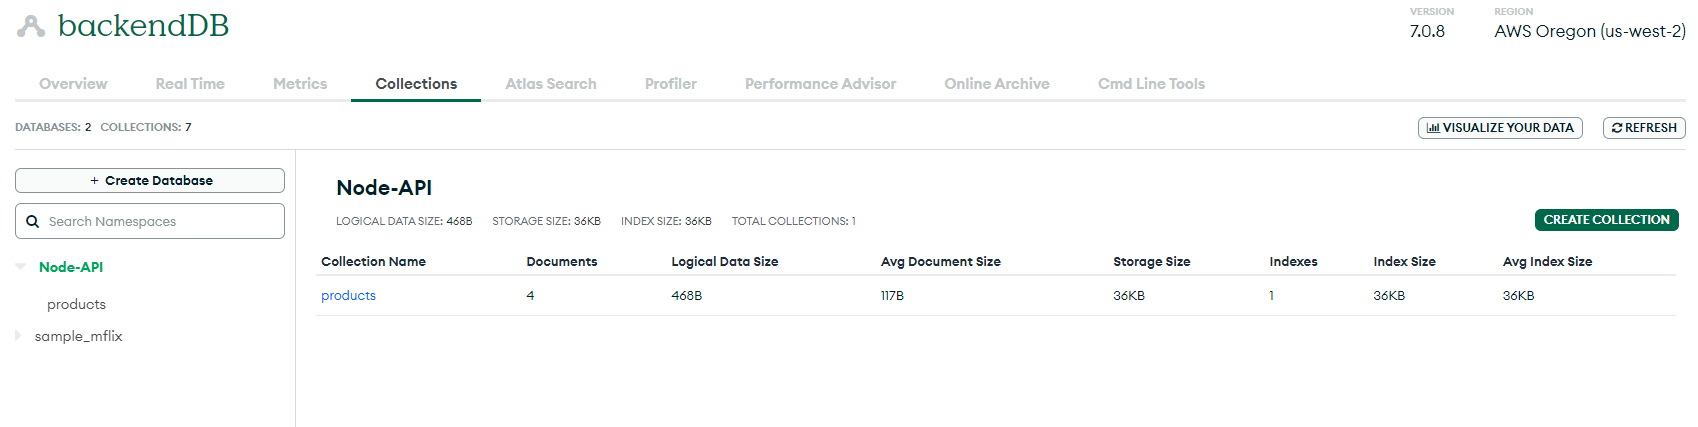 backendDB
VERSION REGION
7.0.8 AWS Oregon (us-west-2)
Overview Real Time Metrics Collections Atlas Search Profiler Performance Advisor Online Archive Cmd Line Tools
DATABASES: 2 COLLECTIONS: 7 VISUALIZE YOUR DATA REFRESH
+ Create Database
Search Namespaces
Node-API
products
sample_mflix
Node-API
LOGICAL DATA SIZE: 468B STORAGE SIZE: 36KB INDEX SIZE: 36KB TOTAL COLLECTIONS: 1 CREATE COLLECTION
Collection Name Documents Logical Data Size Avg Document Size Storage Size Indexes Index Size Avg Index Size
products 4 468B 117B 36KB 1 36KB 36KB